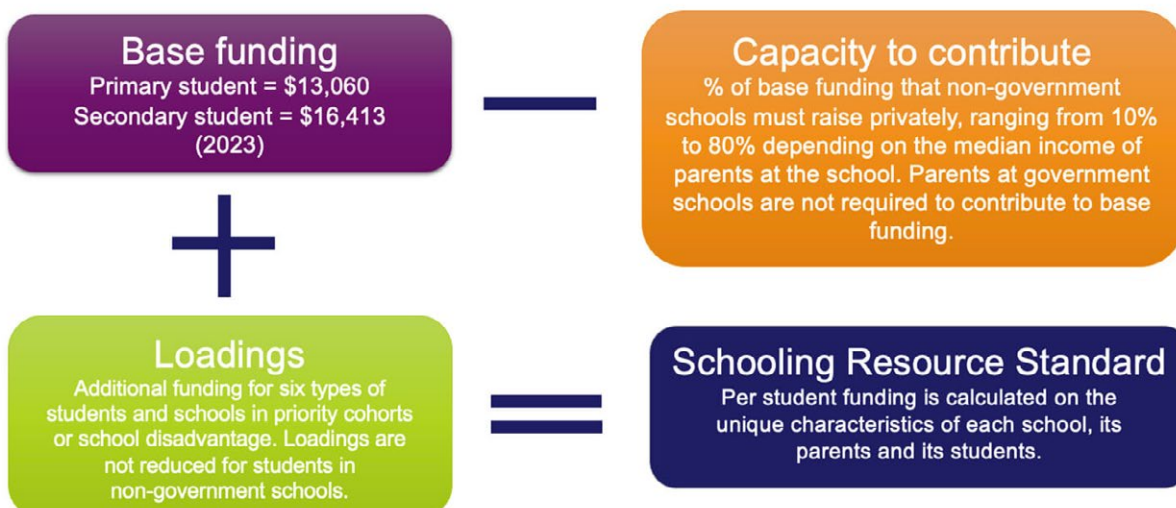 Base funding
Primary student = $13,060
Secondary student = $16,413
(2023)
Capacity to contribute
% of base funding that non-government
schools must raise privately, ranging from 10%
to 80% depending on the median income of
parents at the school. Parents at government
schools are not required to contribute to base
funding.
Loadings
Additional funding for six types of
students and schools in priority cohorts
or school disadvantage. Loadings are
not reduced for students in
non-government schools.
Schooling Resource Standard
Per student funding is calculated on the
unique characteristics of each school, its
parents and its students.